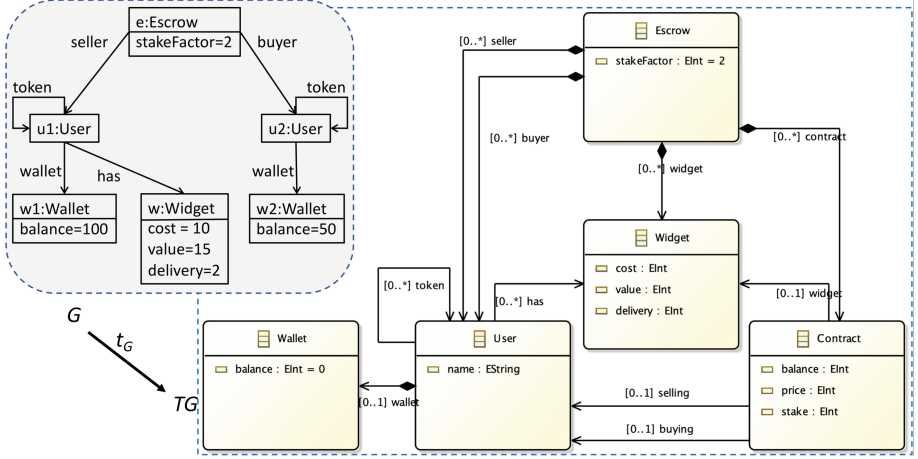 e:Escrow
stakeFactor=2
seller
buyer
token
token
u1:User
u2:User
wallet
has
wallet
w1:Wallet
balance=100
w:Widget
cost = 10
value=15
delivery=2
w2:Wallet
balance=50
G
t_G
TG
Escrow
stakeFactor : EInt = 2
[0..*] seller
[0..*] buyer
[0..*] contract
[0..*] widget
Widget
cost : EInt
value : EInt
delivery : EInt
[0..*] token
[0..*] has
[0..1] widget
Wallet
balance : EInt = 0
User
name : EString
Contract
balance : EInt
price : EInt
stake : EInt
[0..1] wallet
[0..1] selling
[0..1] buying